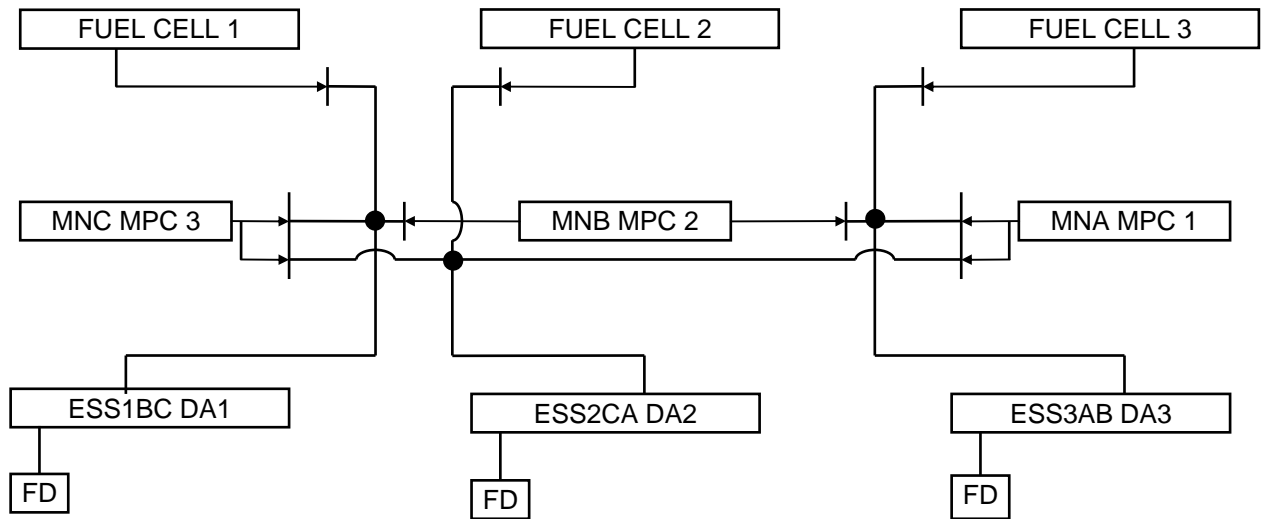 FUEL CELL 1
FUEL CELL 2
FUEL CELL 3
MNC MPC 3
MNB MPC 2
MNA MPC 1
ESS1BC DA1
ESS2CA DA2
ESS3AB DA3
FD
FD
FD